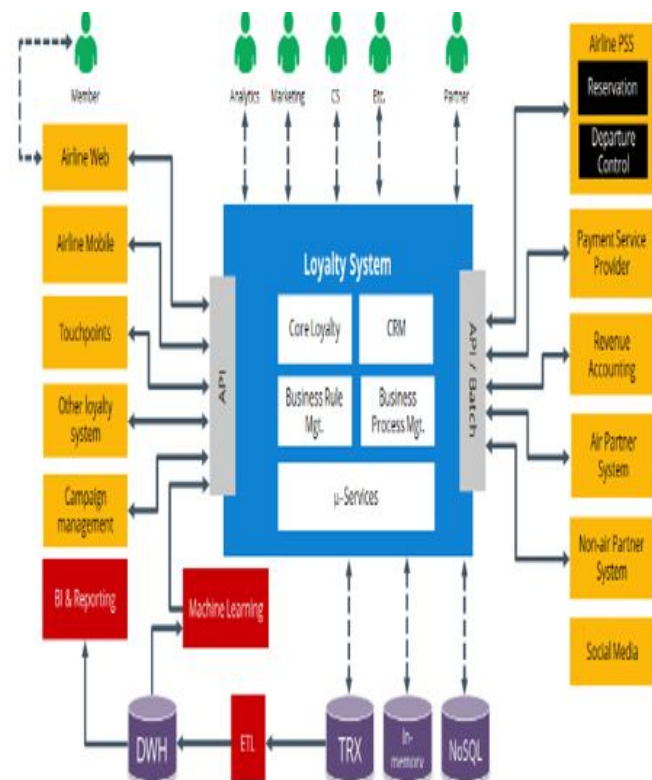 Member
Analytics
Marketing
CS
Etc.
Partner
Airline PSS
Reservation
Departure
Control
Airline Web
Airline Mobile
Touchpoints
Other loyalty
system
Campaign
management
BI & Reporting
Machine Learning
API
Loyalty System
Core Loyalty
CRM
Business Rule
Mgt.
Business
Process Mgt.
μ-Services
API / Batch
Payment Service
Provider
Revenue
Accounting
Air Partner
System
Non-air Partner
System
Social Media
DWH
ETL
TRX
In-
memory
NoSQL